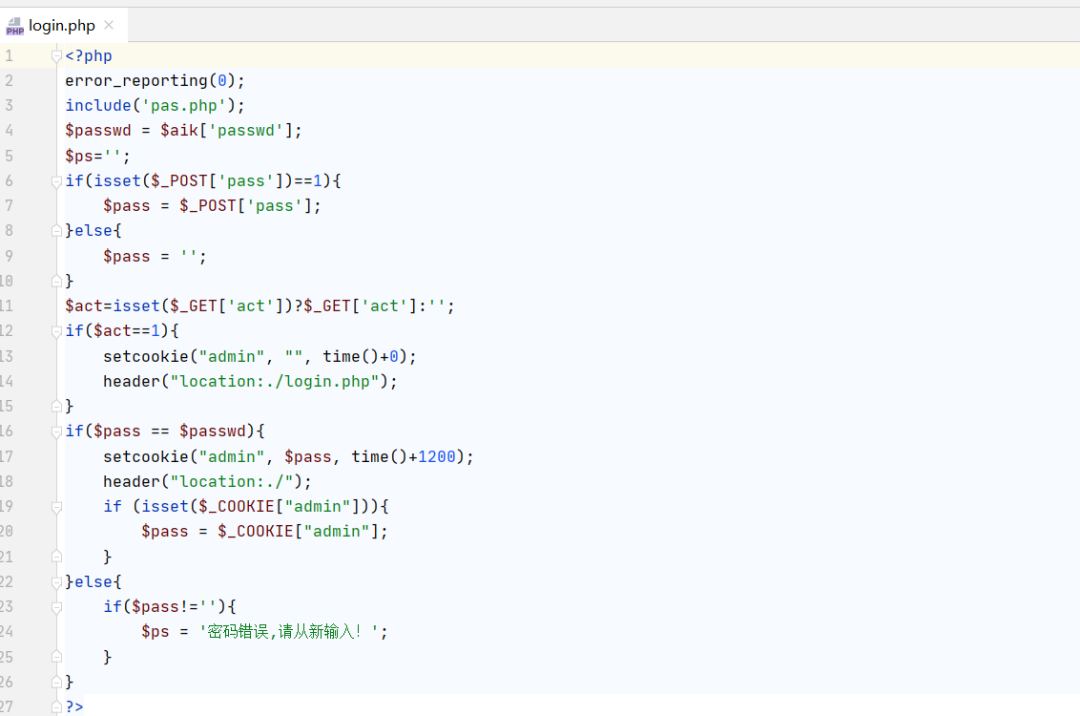 PHP login.php ×
1 <?php
2 error_reporting(0);
3 include('pas.php');
4 $passwd = $aik['passwd'];
5 $ps='';
6 if(isset($_POST['pass'])==1){
7     $pass = $_POST['pass'];
8 }else{
9     $pass = '';
10 }
11 $act=isset($_GET['act'])?$_GET['act']:'';
12 if($act==1){
13     setcookie("admin", "", time()+0);
14     header("location:./login.php");
15 }
16 if($pass == $passwd){
17     setcookie("admin", $pass, time()+1200);
18     header("location:./");
19     if (isset($_COOKIE["admin"])){
20         $pass = $_COOKIE["admin"];
21     }
22 }else{
23     if($pass!=''){
24         $ps = '密码错误,请从新输入！';
25     }
26 }
27 ?>